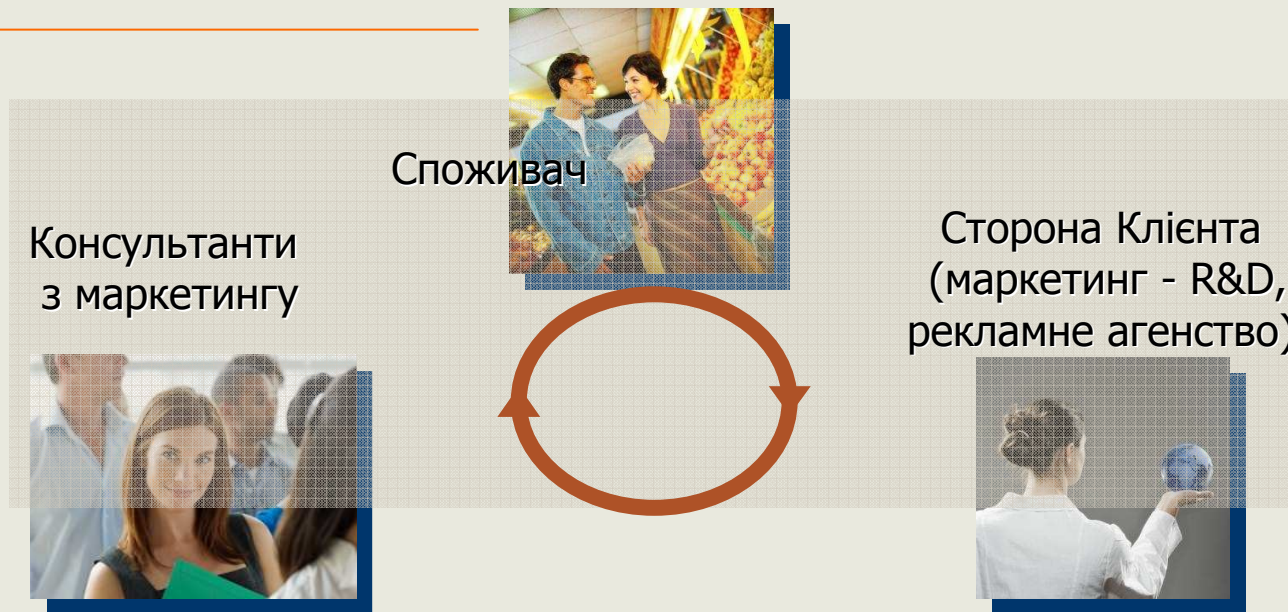 Споживач
Консультанти
з маркетингу
Сторона Клієнта
(маркетинг - R&D,
рекламне агенство)